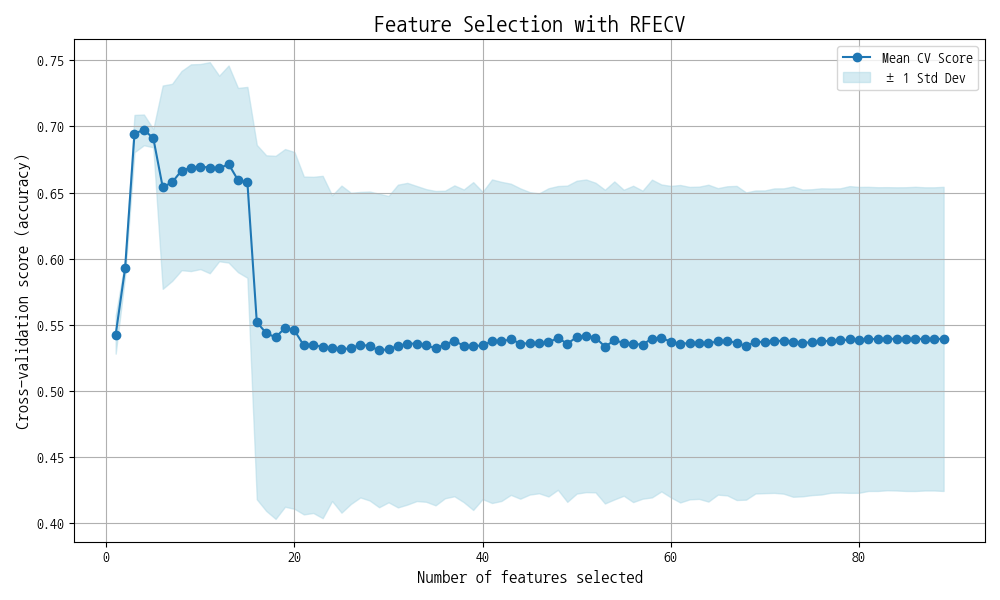 Feature Selection with RFECV
Mean CV Score
± 1 Std Dev
Cross-validation score (accuracy)
0.75
0.70
0.65
0.60
0.55
0.50
0.45
0.40
0
20
40
60
80
Number of features selected